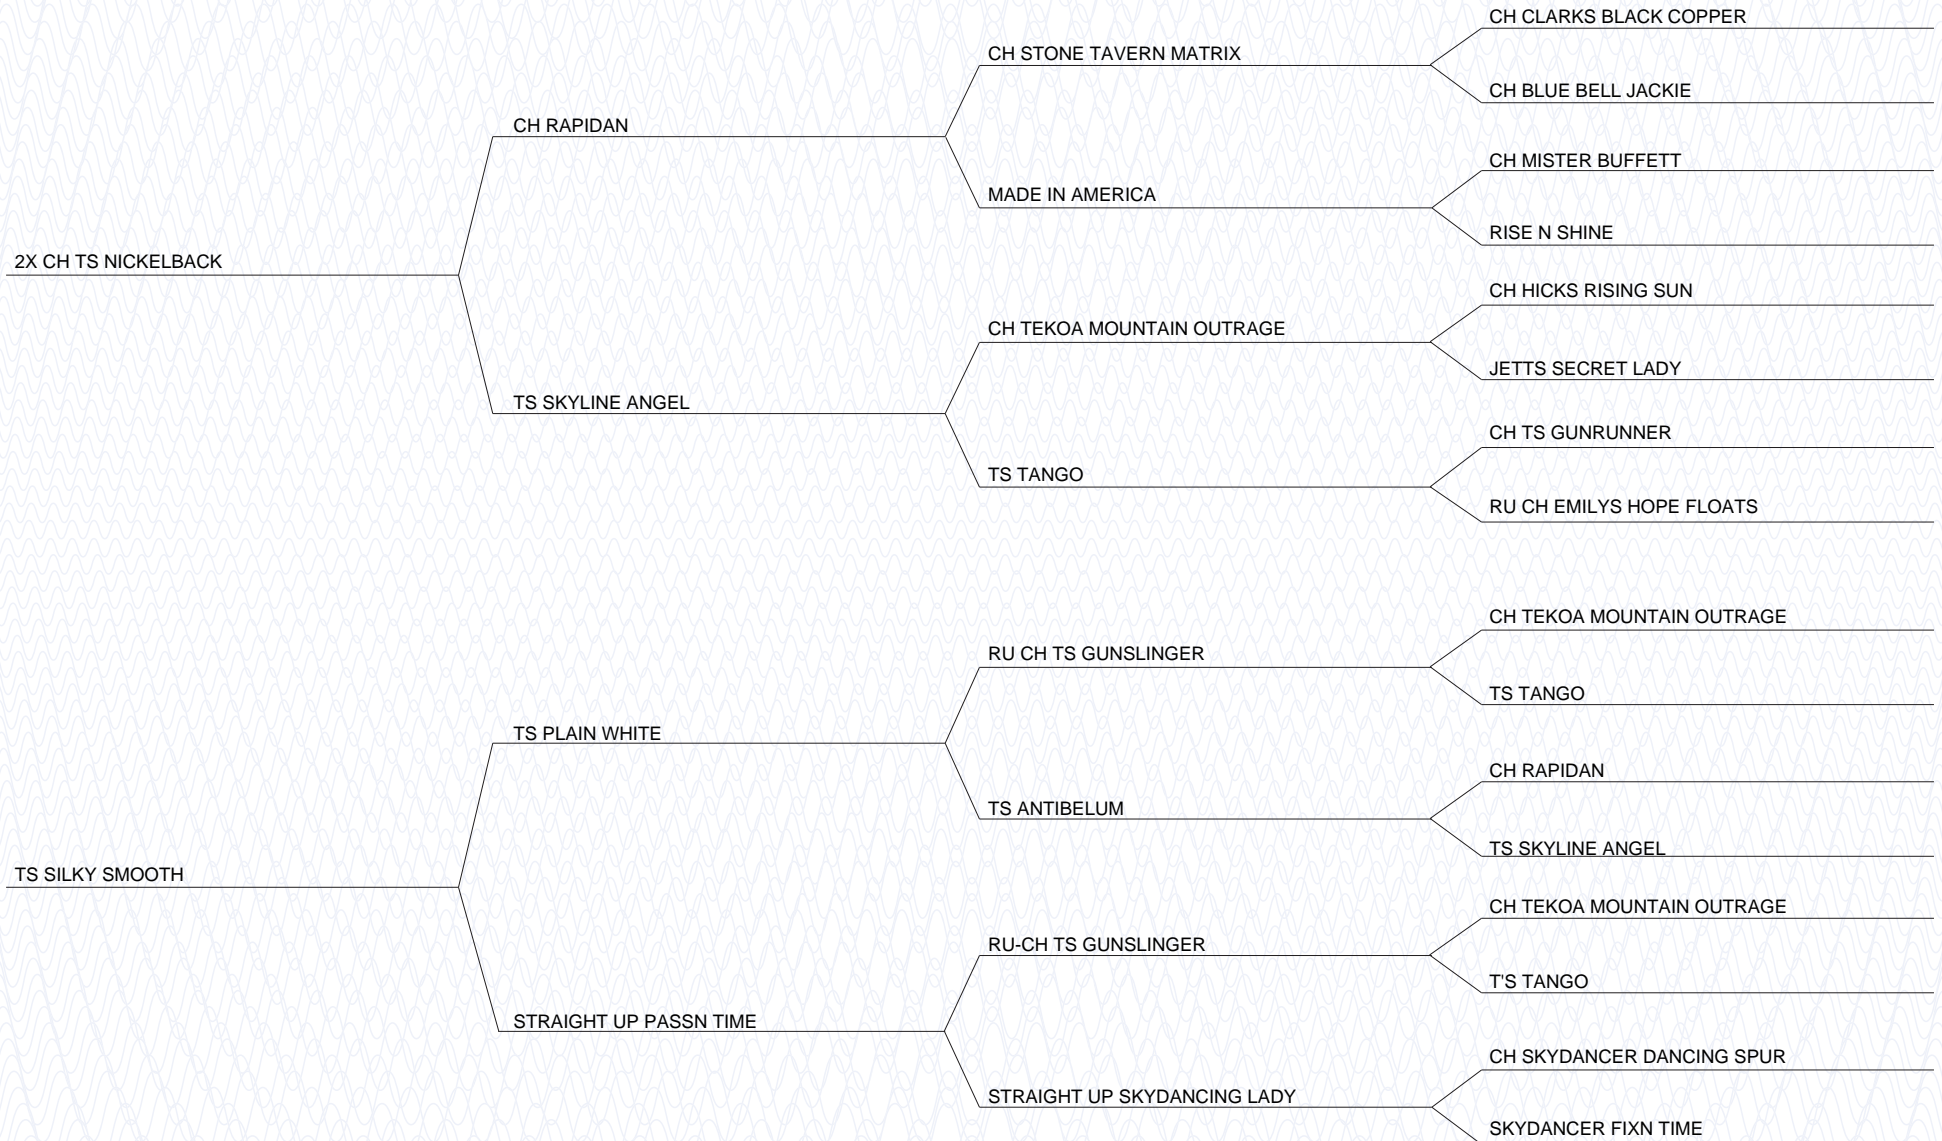 CH CLARKS BLACK COPPER
CH STONE TAVERN MATRIX
CH BLUE BELL JACKIE
CH RAPIDAN
CH MISTER BUFFETT
MADE IN AMERICA
RISE N SHINE
2X CH TS NICKELBACK
CH HICKS RISING SUN
CH TEKOA MOUNTAIN OUTRAGE
JETTS SECRET LADY
TS SKYLINE ANGEL
CH TS GUNRUNNER
TS TANGO
RU CH EMILYS HOPE FLOATS
CH TEKOA MOUNTAIN OUTRAGE
RU CH TS GUNSLINGER
TS TANGO
TS PLAIN WHITE
CH RAPIDAN
TS ANTIBELUM
TS SKYLINE ANGEL
TS SILKY SMOOTH
CH TEKOA MOUNTAIN OUTRAGE
RU-CH TS GUNSLINGER
T'S TANGO
STRAIGHT UP PASSN TIME
CH SKYDANCER DANCING SPUR
STRAIGHT UP SKYDANCING LADY
SKYDANCER FIXN TIME